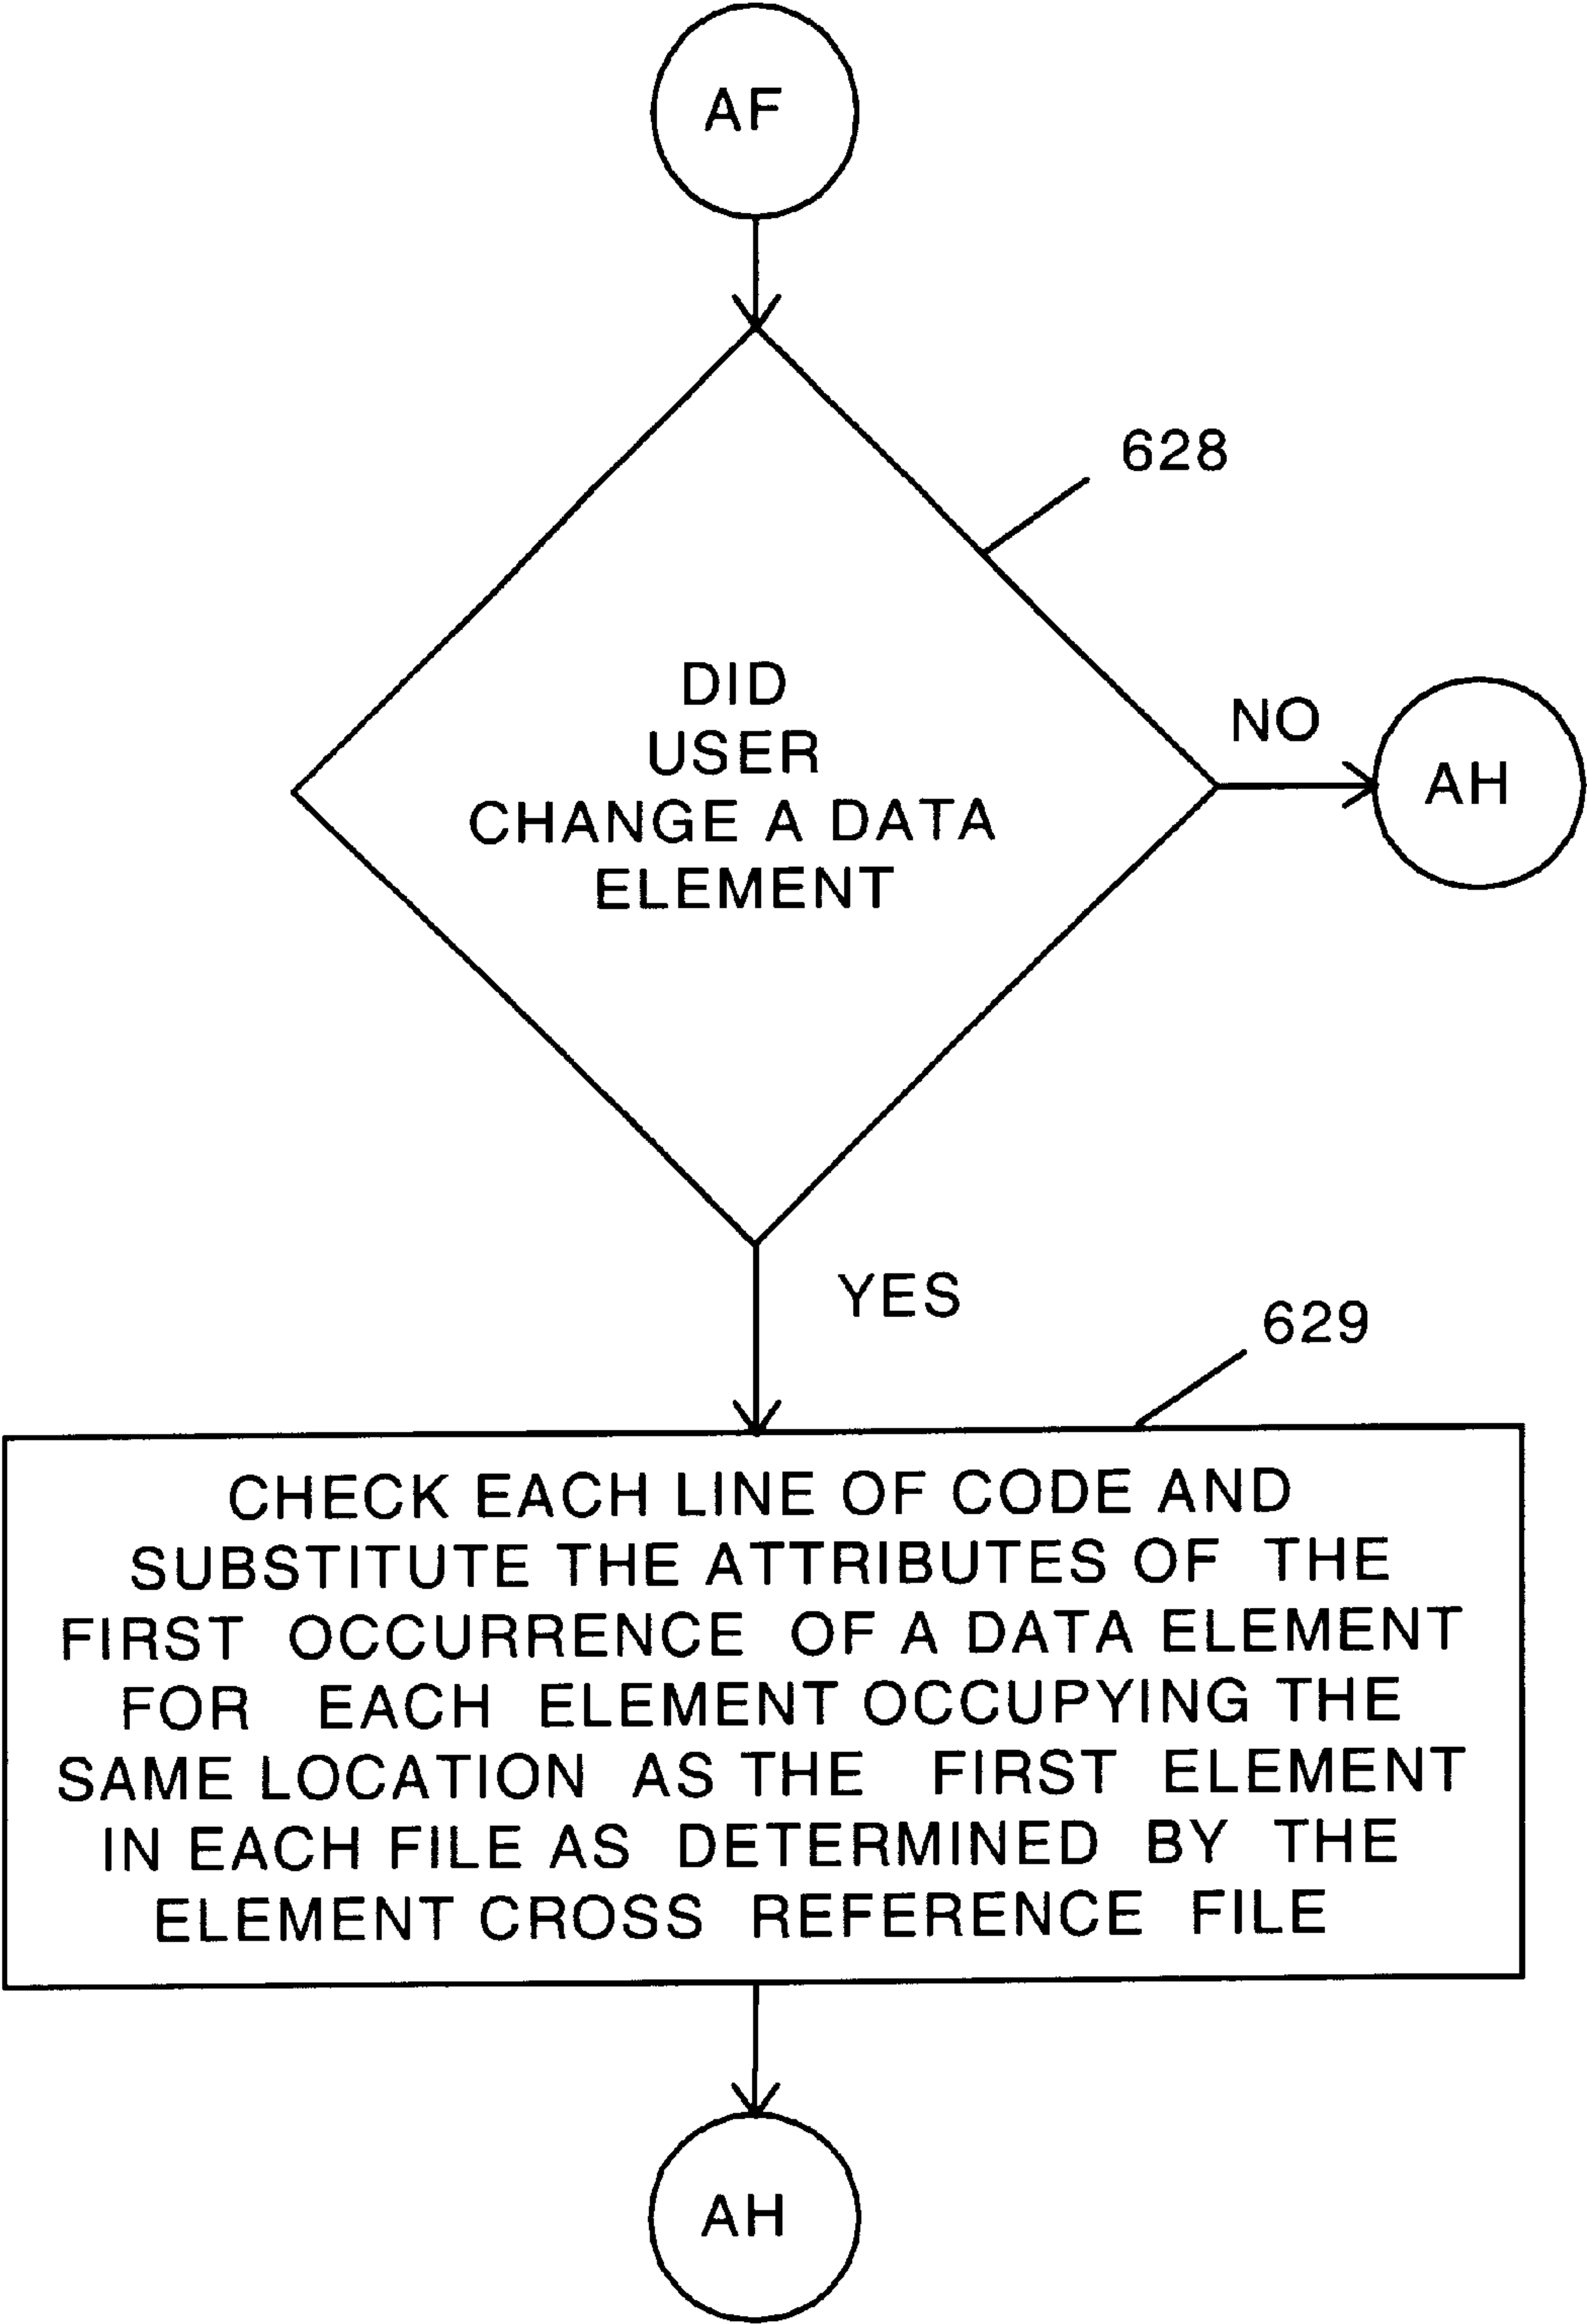 AF
628
DID
USER
CHANGE A DATA
ELEMENT
NO
AH
YES
629
CHECK EACH LINE OF CODE AND
SUBSTITUTE THE ATTRIBUTES OF THE
FIRST OCCURRENCE OF A DATA ELEMENT
FOR EACH ELEMENT OCCUPYING THE
SAME LOCATION AS THE FIRST ELEMENT
IN EACH FILE AS DETERMINED BY THE
ELEMENT CROSS REFERENCE FILE
AH